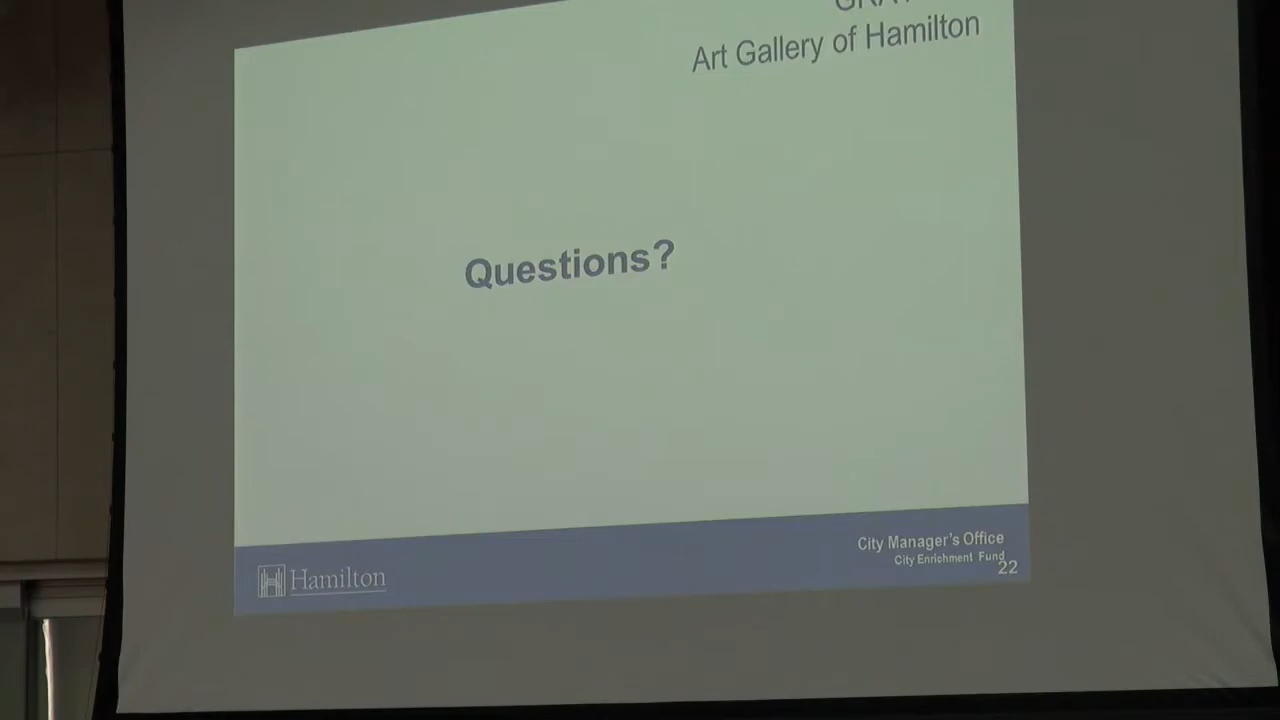 Art Gallery of Hamilton
Questions?
Hamilton
City Manager's Office
City Enrichment Fund
22